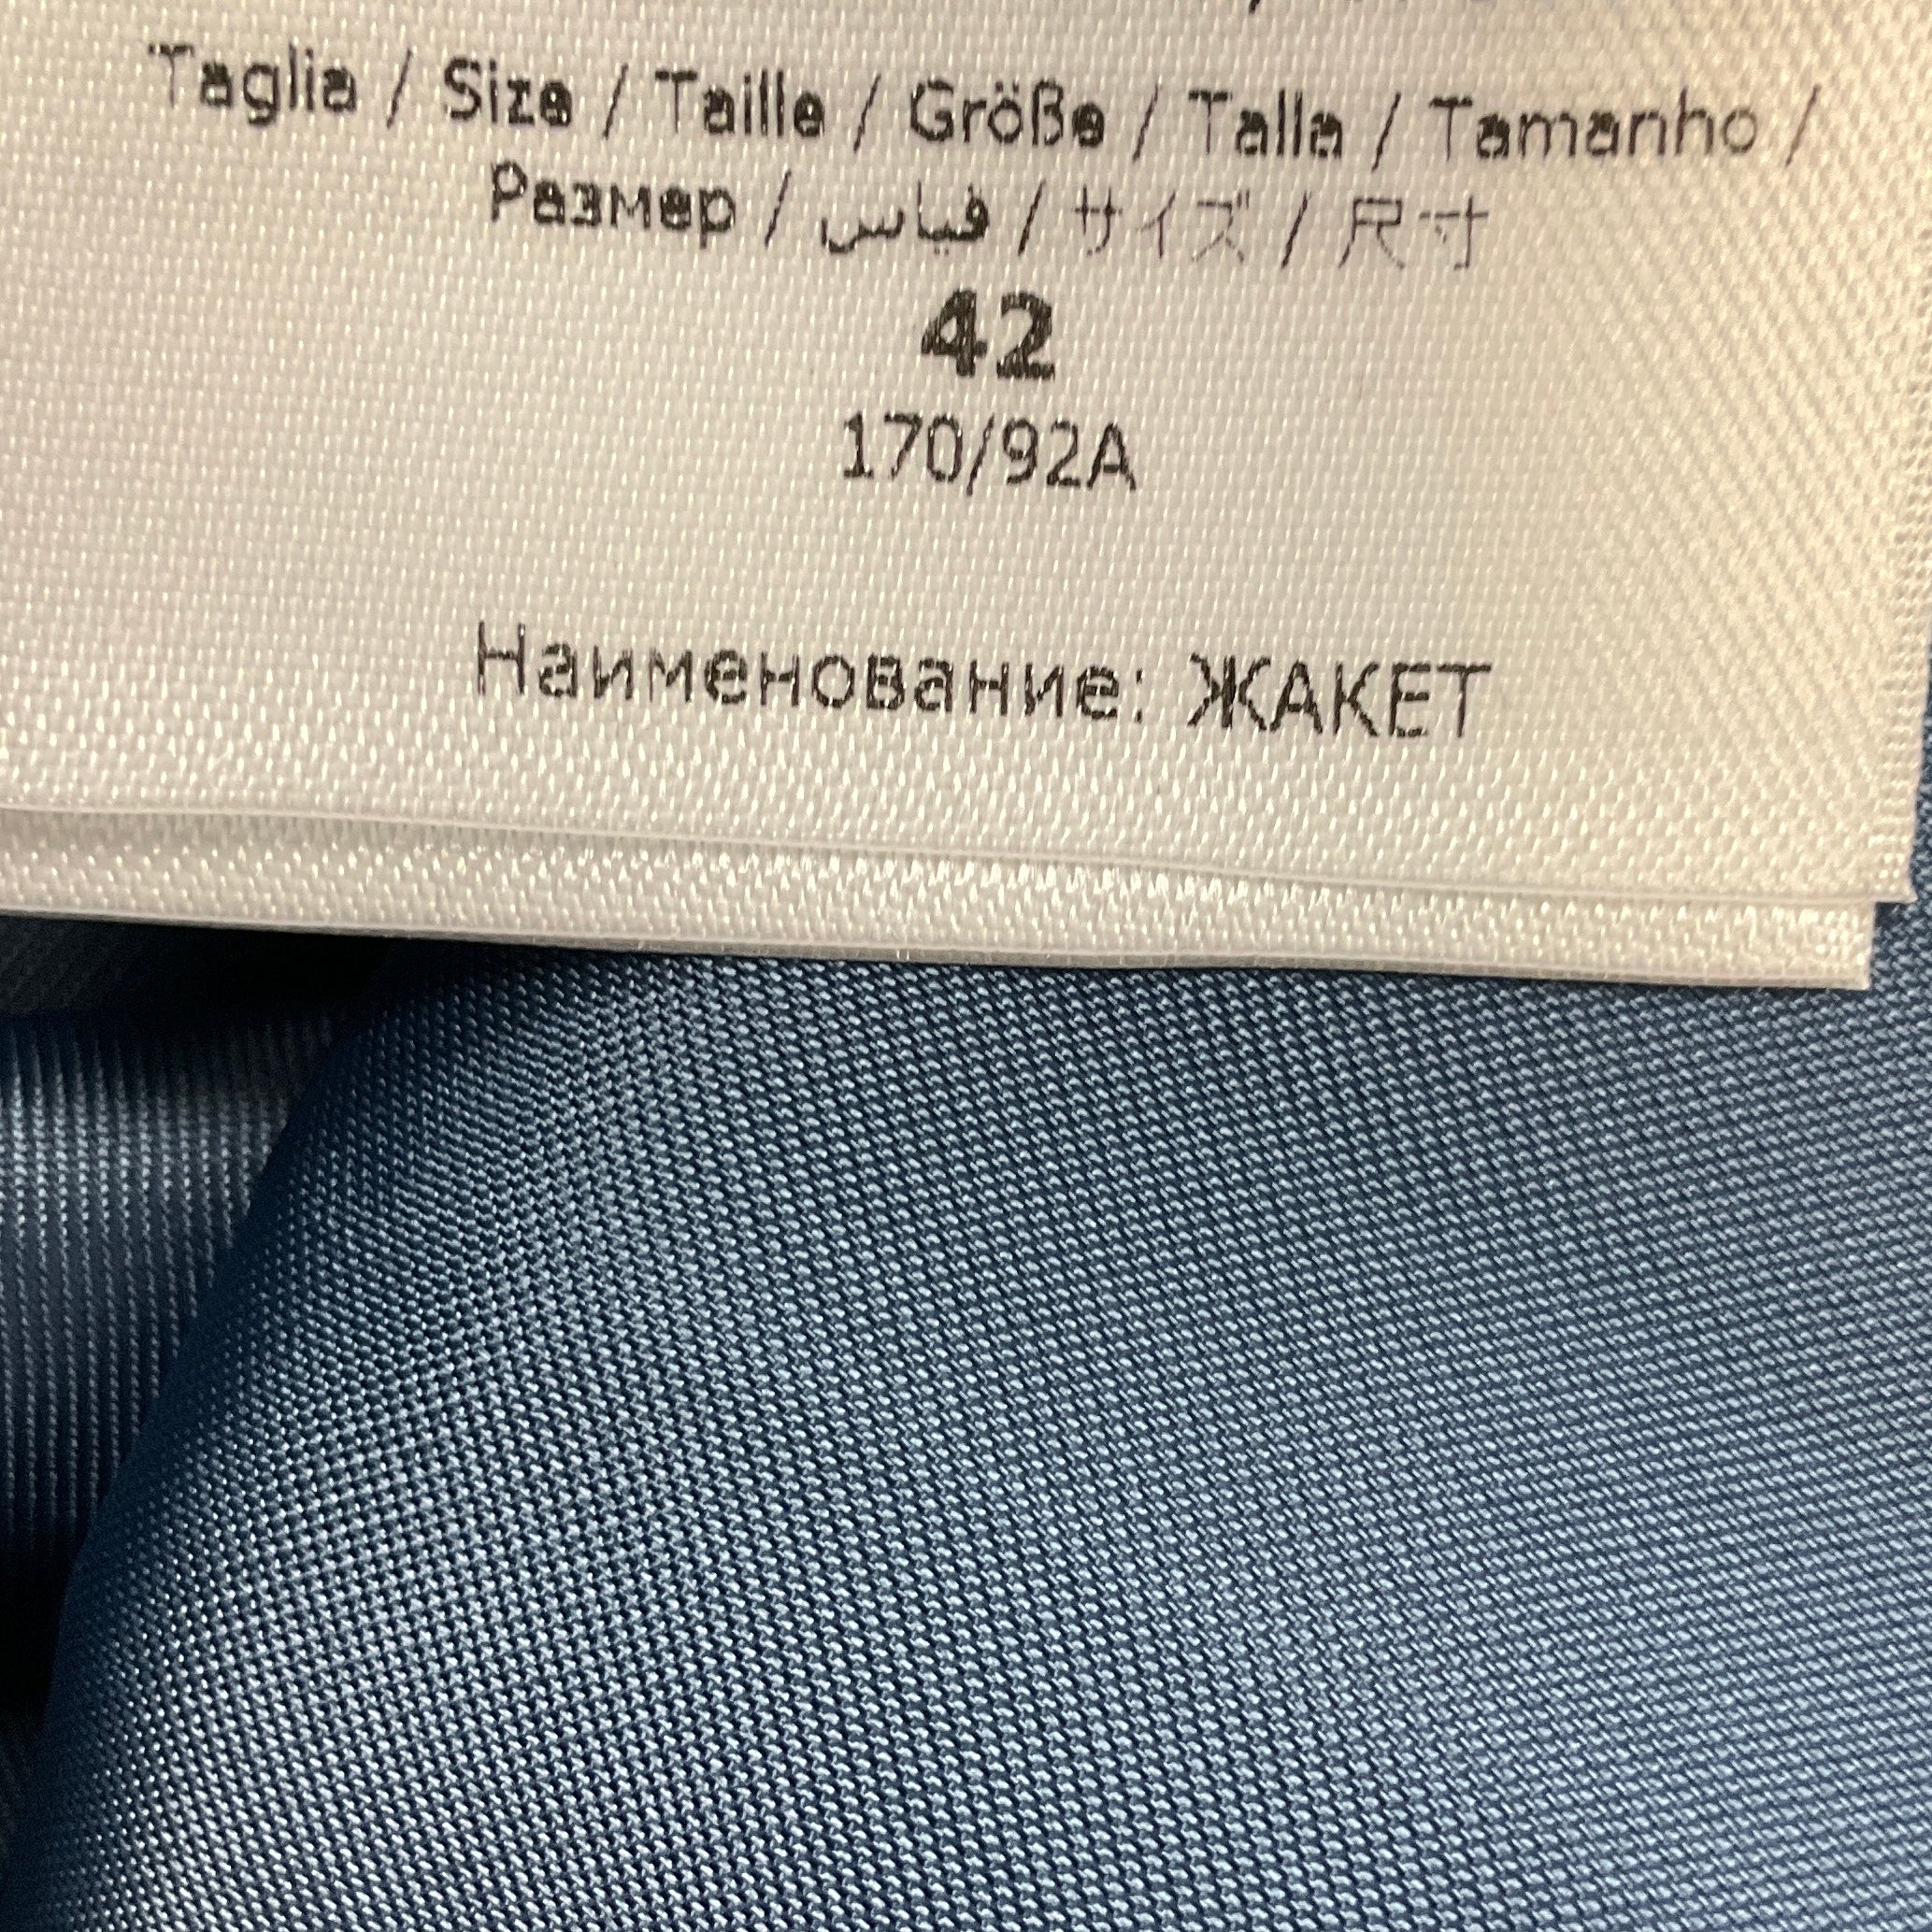 Taglia / Size / Taille / Größe / Talla / Tamanho /
Размер / قياس / サイズ / 尺寸
42
170/92A
Наименование: ЖАКЕТ